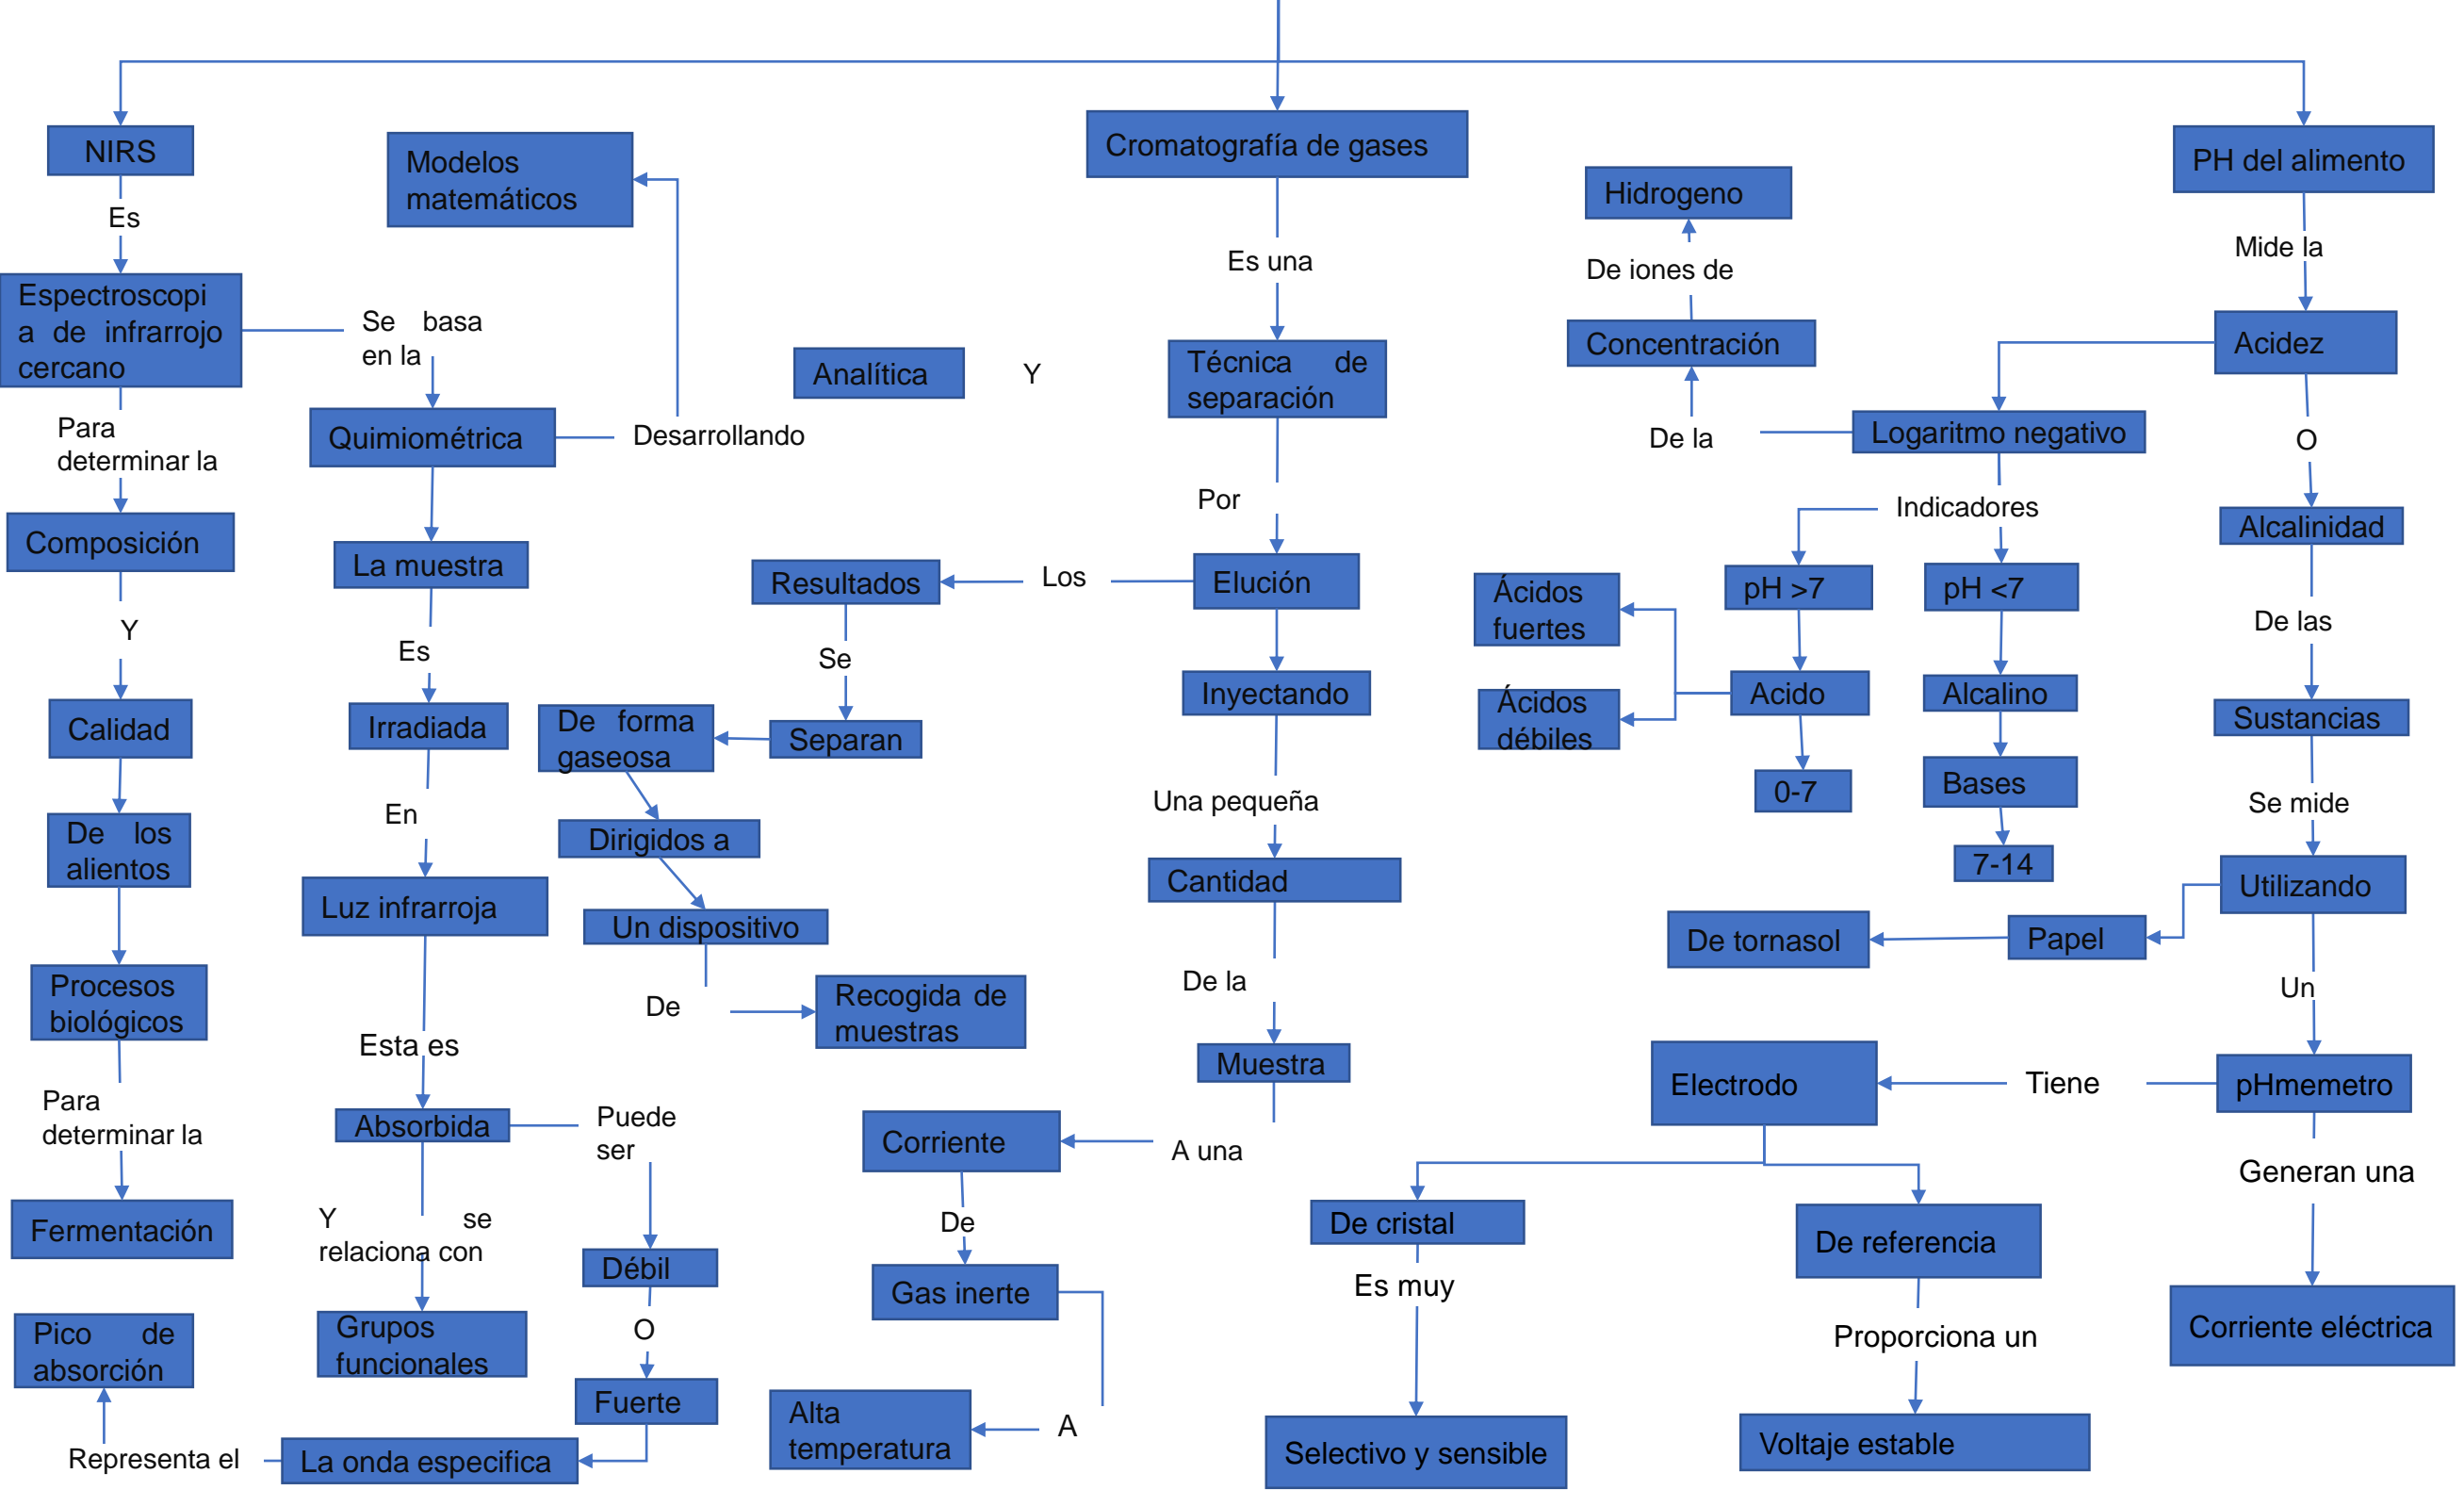 NIRS
Es
Espectroscopi
a de infrarrojo
cercano
Para
determinar la
Composición
Y
Calidad
De los
alientos
Procesos
biológicos
Para
determinar la
Fermentación
Se basa
en la
Quimiométrica
Desarrollando
Modelos
matemáticos
La muestra
Es
Irradiada
En
Luz infrarroja
Esta es
Absorbida
Y se
relaciona con
Grupos
funcionales
Puede
ser
Débil
O
Fuerte
La onda especifica
Representa el
Pico de
absorción
Cromatografía de gases
Es una
Técnica de
separación
Y
Analítica
Por
Elución
Los
Resultados
Se
Separan
De forma
gaseosa
Dirigidos a
Un dispositivo
De
Recogida de
muestras
Inyectando
Una pequeña
Cantidad
De la
Muestra
A una
Corriente
De
Gas inerte
A
Alta
temperatura
PH del alimento
Mide la
Acidez
O
Alcalinidad
De las
Sustancias
Se mide
Utilizando
Un
pHmemetro
Generan una
Corriente eléctrica
Logaritmo negativo
De la
Concentración
De iones de
Hidrogeno
Indicadores
pH >7
Acido
0-7
Ácidos
fuertes
Ácidos
débiles
pH <7
Alcalino
Bases
7-14
Papel
De tornasol
Tiene
Electrodo
De cristal
Es muy
Selectivo y sensible
De referencia
Proporciona un
Voltaje estable